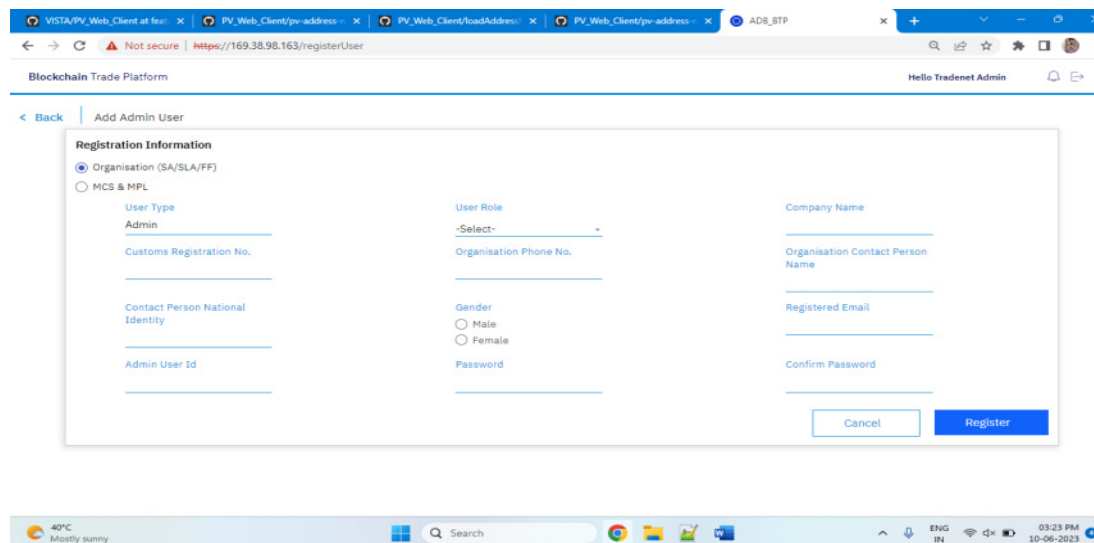 VISTA/PV_Web_Client at feat
PV_Web_Client/pv-address-
PV_Web_Client/loadAddress
PV_Web_Client/pv-address-
ADB_BTP
Not secure | https://169.38.98.163/registerUser
Blockchain Trade Platform
Hello Tradenet Admin
< Back
Add Admin User
Registration Information
Organisation (SA/SLA/FF)
MCS & MPL
User Type
User Role
Company Name
Admin
-Select-
Customs Registration No.
Organisation Phone No.
Organisation Contact Person
Name
Contact Person National
Identity
Gender
Registered Email
Male
Female
Admin User Id
Password
Confirm Password
Cancel
Register
40°C
Mostly sunny
Search
ENG
IN
03:23 PM
10-06-2023